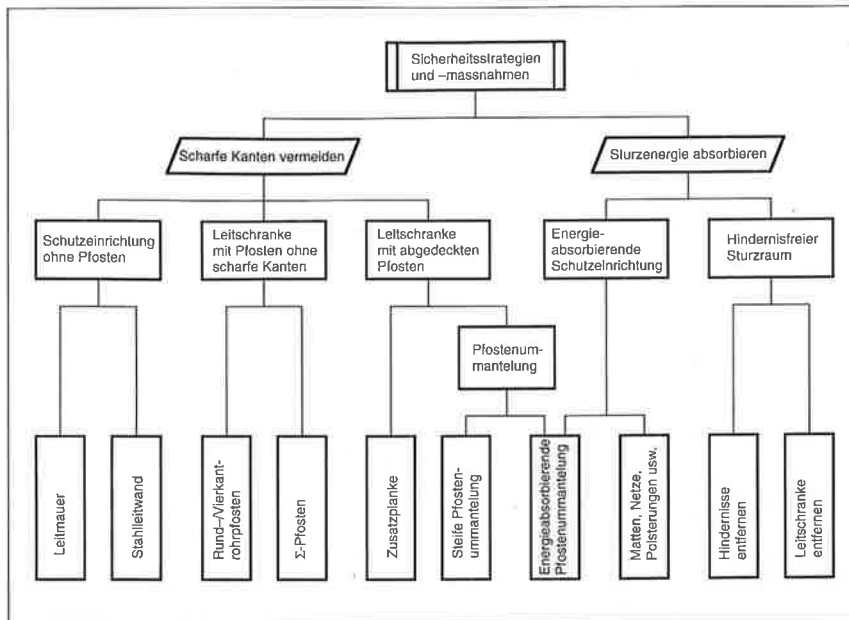 Sicherheitsstrategien
und –massnahmen
Scharfe Kanten vermeiden
Sturzenergie absorbieren
Schutzeinrichtung
ohne Pfosten
Leitschranke
mit Pfosten ohne
scharfe Kanten
Leitschranke
mit abgedeckten
Pfosten
Energie-
absorbierende
Schutzeinrichtung
Hindernisfreier
Sturzraum
Pfostenum-
mantelung
Leitmauer
Stahlleitwand
Rund–/Vierkant-
rohrpfosten
Σ-Pfosten
Zusatzplanke
Steife Pfosten-
ummantelung
Energieabsorbierende
Pfostenummantelung
Matten, Netze,
Polsterungen usw.
Hindernisse
entfernen
Leitschranke
entfernen